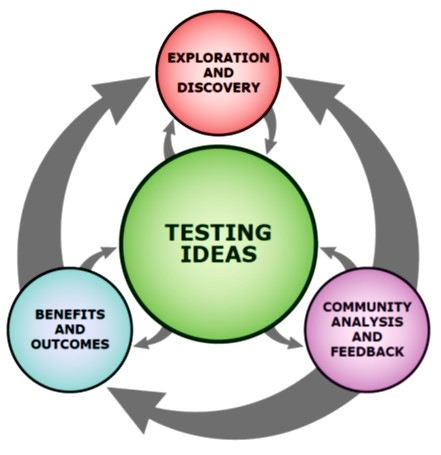 EXPLORATION
AND
DISCOVERY
TESTING
IDEAS
BENEFITS
AND
OUTCOMES
COMMUNITY
ANALYSIS
AND
FEEDBACK